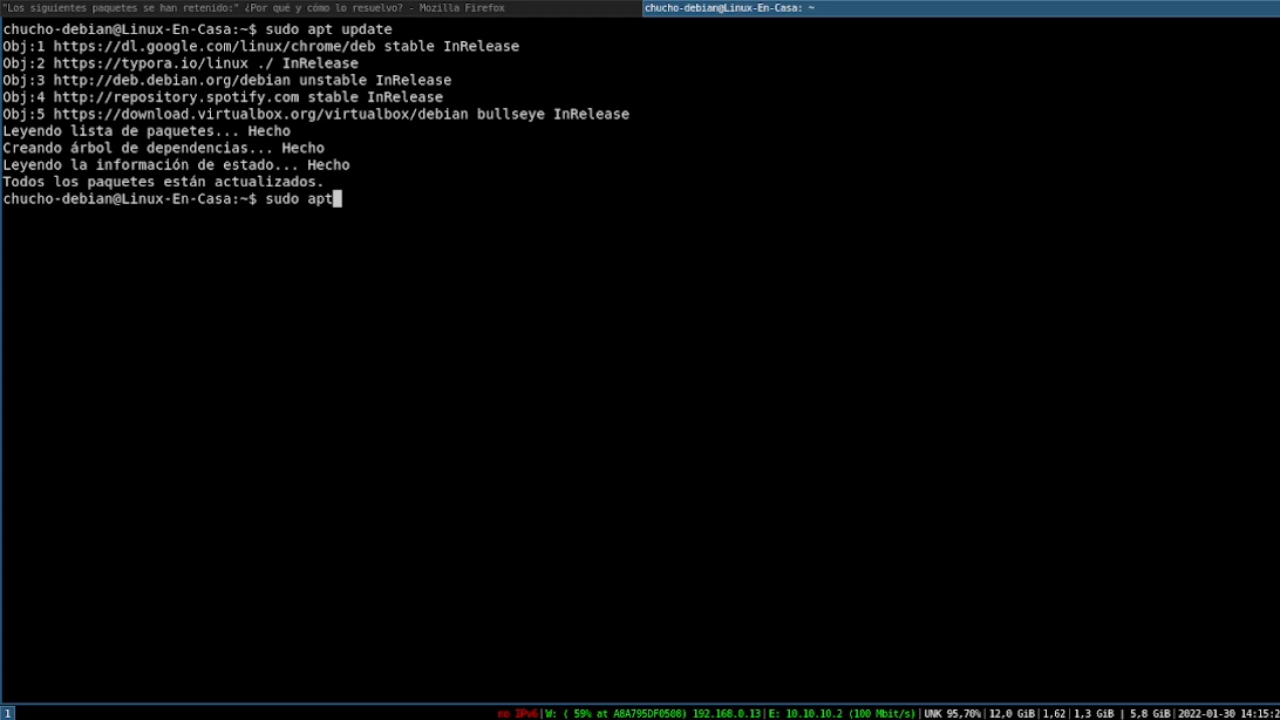 "Los siguientes paquetes se han retenido:" ¿Por qué y cómo lo resuelvo? - Mozilla Firefox
chucho-debian@Linux-En-Casa: ~
chucho-debian@Linux-En-Casa:~$ sudo apt update
Obj:1 https://dl.google.com/linux/chrome/deb stable InRelease
Obj:2 https://typora.io/linux ./ InRelease
Obj:3 http://deb.debian.org/debian unstable InRelease
Obj:4 http://repository.spotify.com stable InRelease
Obj:5 https://download.virtualbox.org/virtualbox/debian bullseye InRelease
Leyendo lista de paquetes... Hecho
Creando árbol de dependencias... Hecho
Leyendo la información de estado... Hecho
Todos los paquetes están actualizados.
chucho-debian@Linux-En-Casa:~$ sudo apt
1 no IPv6|W: ( 59% at A8A795DF0508) 192.168.0.13|E: 10.10.10.2 (100 Mbit/s)|UNK 95,70%|12,0 GiB|1,62|1,3 GiB | 5,8 GiB|2022-01-30 14:15:2